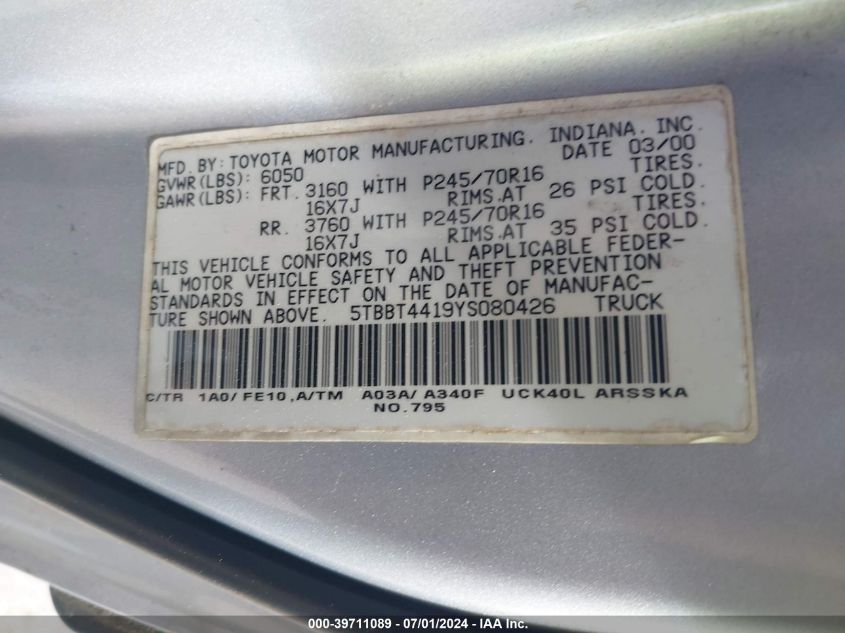 MFD. BY: TOYOTA MOTOR MANUFACTURING. INDIANA. INC.
GVWR(LBS): 6050 DATE 03/00
GAWR(LBS): FRT. 3160 WITH P245/70R16 TIRES.
16X7J RIMS.AT 26 PSI COLD.
RR. 3760 WITH P245/70R16 TIRES.
16X7J RIMS.AT 35 PSI COLD.
THIS VEHICLE CONFORMS TO ALL APPLICABLE FEDER-
AL MOTOR VEHICLE SAFETY AND THEFT PREVENTION
STANDARDS IN EFFECT ON THE DATE OF MANUFAC-
TURE SHOWN ABOVE. 5TBBT4419YS080426 TRUCK
C/TR 1A0/FE10,A/TM A03A/A340F UCK40L ARSSKA
NO.795
000-39711089 - 07/01/2024 - IAA Inc.